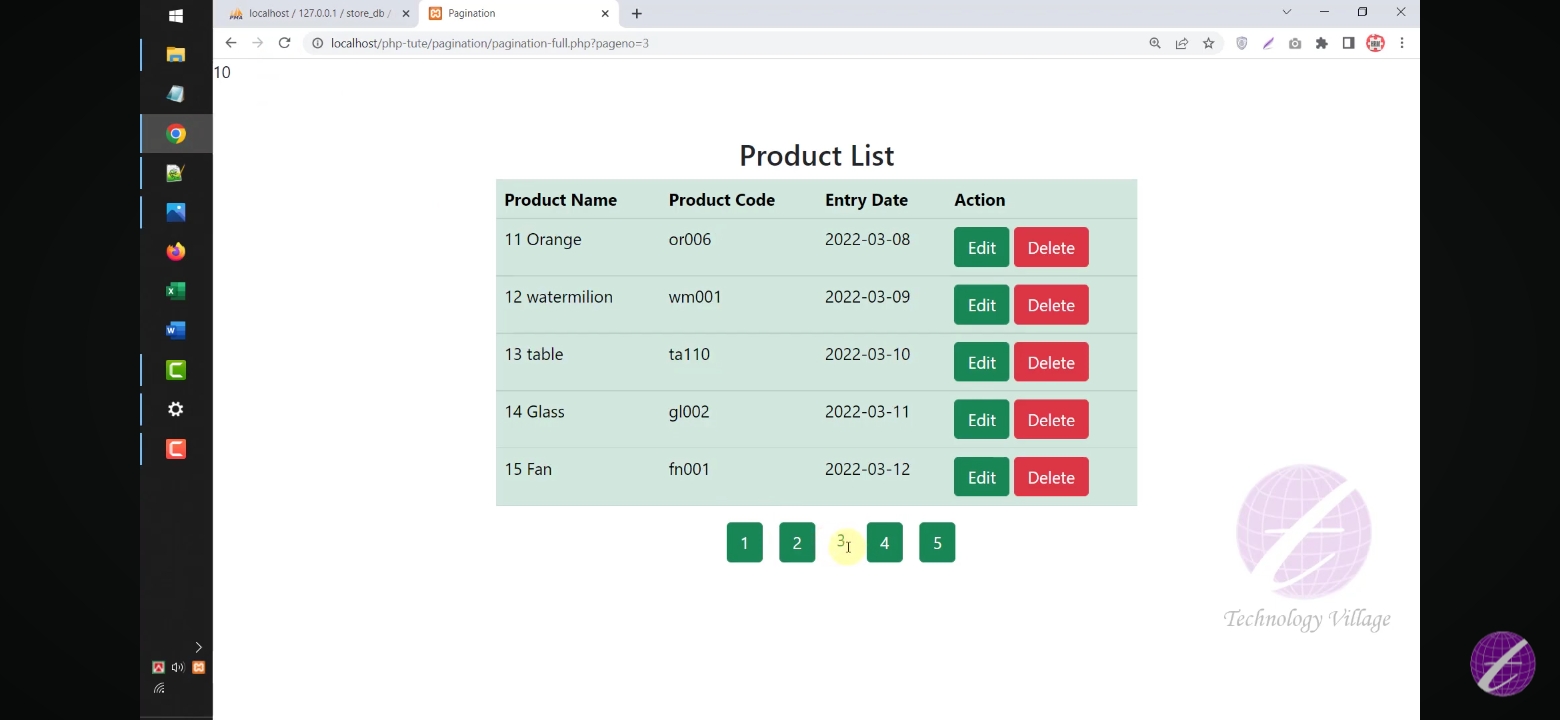 localhost / 127.0.0.1 / store_db /
Pagination
localhost/php-tute/pagination/pagination-full.php?pageno=3
10
Product List
Product Name Product Code Entry Date Action
11 Orange or006 2022-03-08 Edit Delete
12 watermilion wm001 2022-03-09 Edit Delete
13 table ta110 2022-03-10 Edit Delete
14 Glass gl002 2022-03-11 Edit Delete
15 Fan fn001 2022-03-12 Edit Delete
1 2 3 4 5
Technology Village